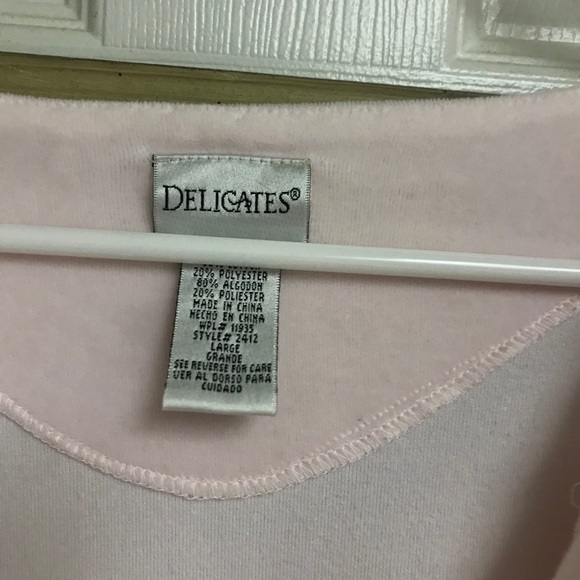 DELICATES®
20% POLYESTER
80% ALGODON
20% POLIESTER
MADE IN CHINA
HECHO EN CHINA
WPL# 11935
STYLE# 2412
LARGE
GRANDE
SEE REVERSE FOR CARE
VER AL DORSO PARA
CUIDADO